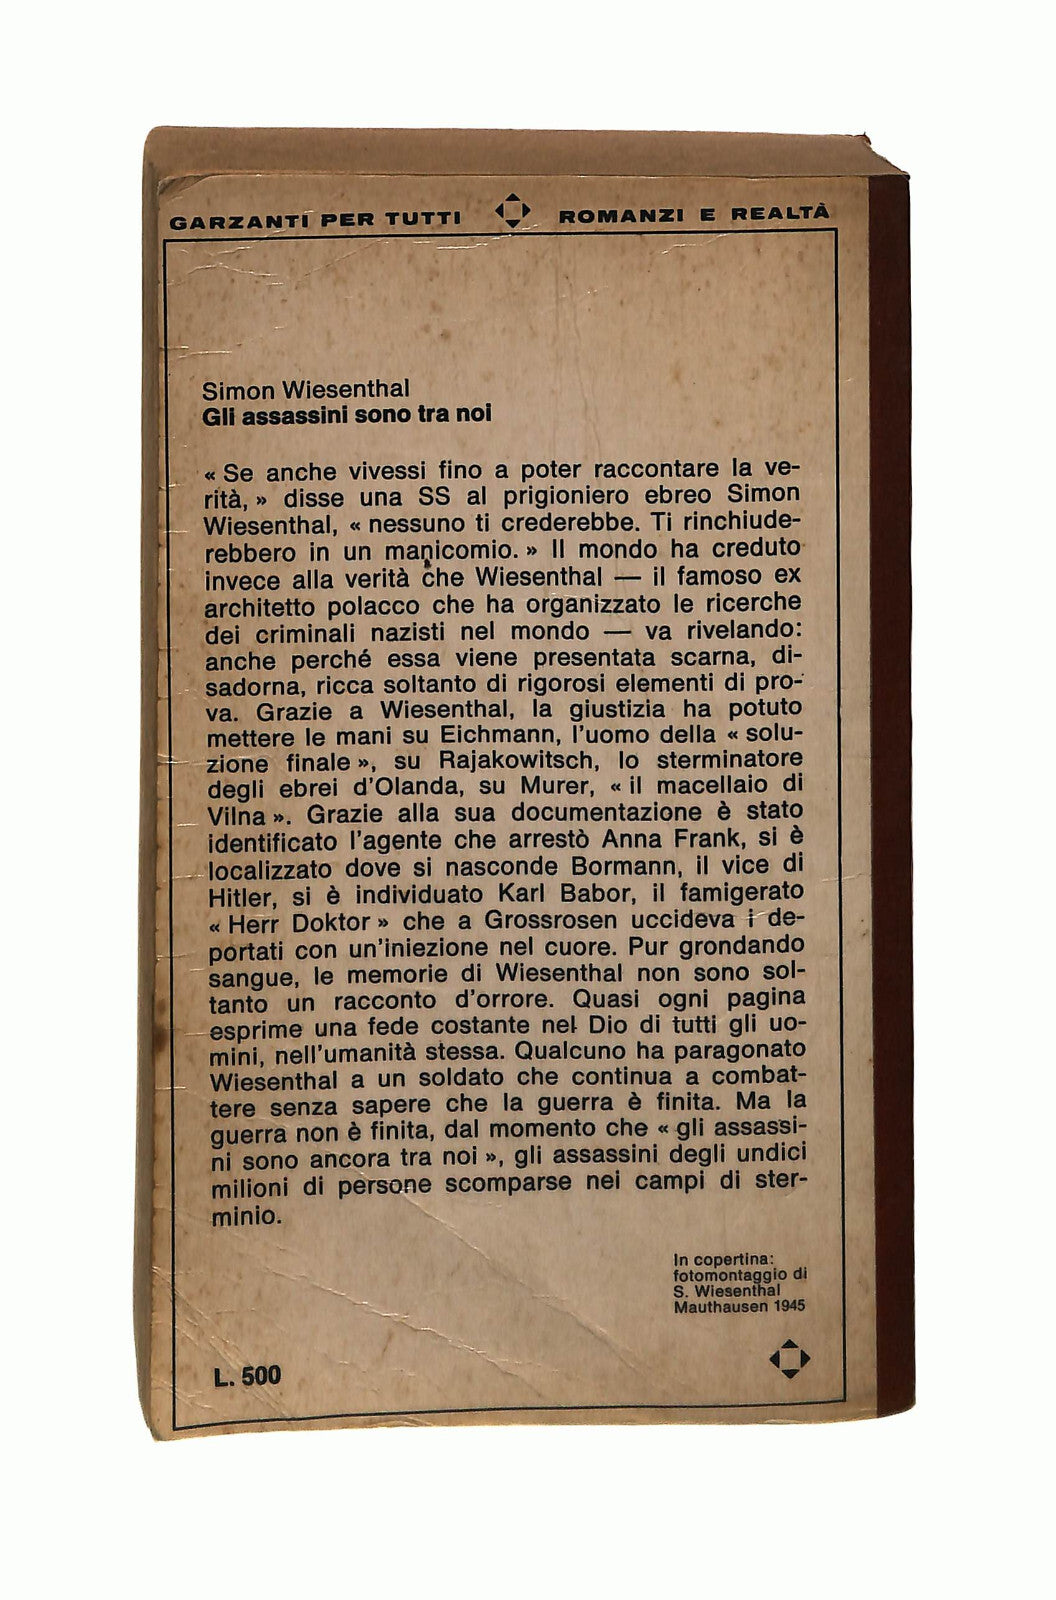 GARZANTI PER TUTTI ROMANZI E REALTÀ
Simon Wiesenthal
Gli assassini sono tra noi
« Se anche vivessi fino a poter raccontare la ve-
rità, » disse una SS al prigioniero ebreo Simon
Wiesenthal, « nessuno ti crederebbe. Ti rinchiude-
rebbero in un manicomio. » Il mondo ha creduto
invece alla verità che Wiesenthal — il famoso ex
architetto polacco che ha organizzato le ricerche
dei criminali nazisti nel mondo — va rivelando:
anche perché essa viene presentata scarna, di-
sadorna, ricca soltanto di rigorosi elementi di pro-
va. Grazie a Wiesenthal, la giustizia ha potuto
mettere le mani su Eichmann, l'uomo della « solu-
zione finale », su Rajakowitsch, lo sterminatore
degli ebrei d'Olanda, su Murer, « il macellaio di
Vilna ». Grazie alla sua documentazione è stato
identificato l'agente che arrestò Anna Frank, si è
localizzato dove si nasconde Bormann, il vice di
Hitler, si è individuato Karl Babor, il famigerato
« Herr Doktor » che a Grossrosen uccideva i de-
portati con un'iniezione nel cuore. Pur grondando
sangue, le memorie di Wiesenthal non sono sol-
tanto un racconto d'orrore. Quasi ogni pagina
esprime una fede costante nel Dio di tutti gli uo-
mini, nell'umanità stessa. Qualcuno ha paragonato
Wiesenthal a un soldato che continua a combat-
tere senza sapere che la guerra è finita. Ma la
guerra non è finita, dal momento che « gli assassi-
ni sono ancora tra noi », gli assassini degli undici
milioni di persone scomparse nei campi di ster-
minio.
In copertina:
fotomontaggio di
S. Wiesenthal
Mauthausen 1945
L. 500